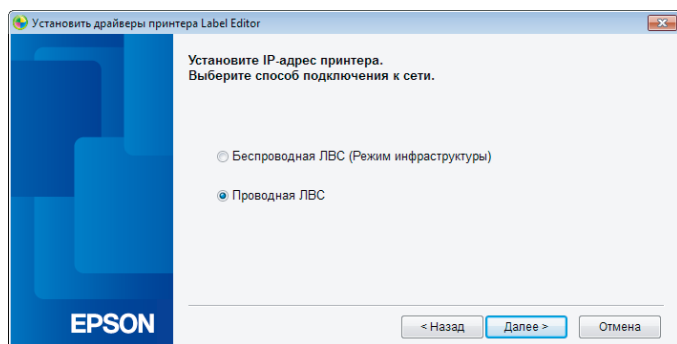 Установить драйверы принтера Label Editor
Установите IP-адрес принтера.
Выберите способ подключения к сети.
Беспроводная ЛВС (Режим инфраструктуры)
Проводная ЛВС
EPSON
< Назад
Далее >
Отмена